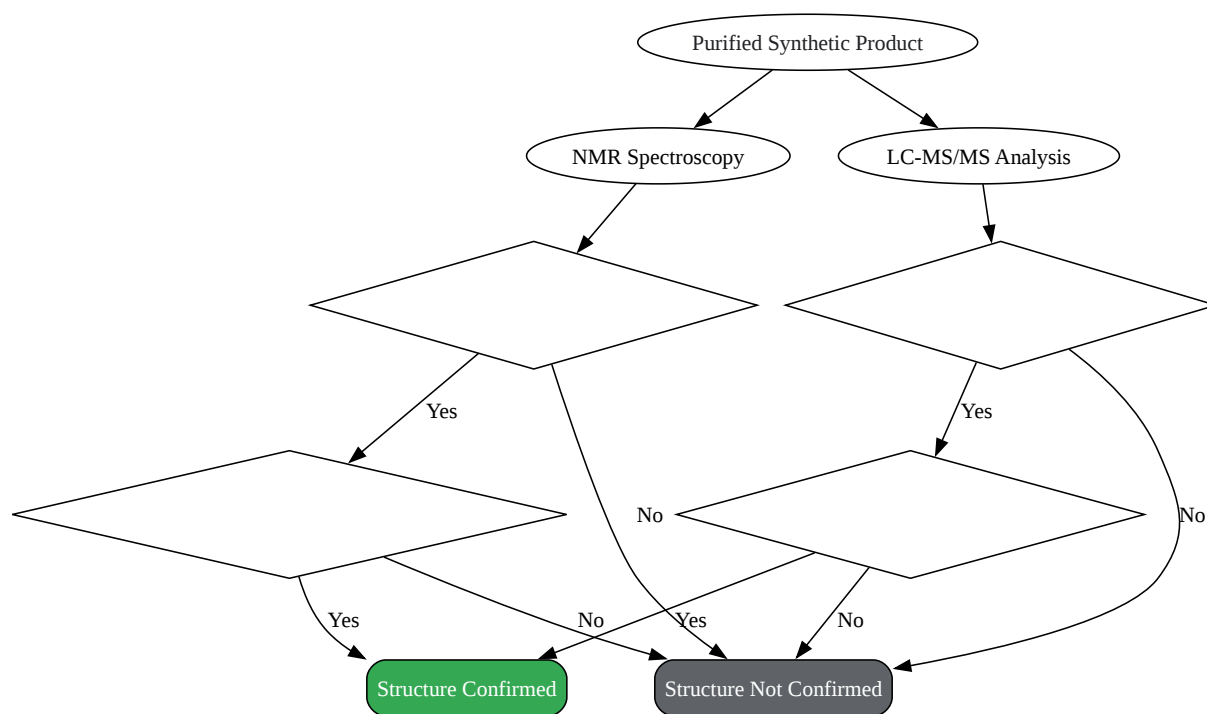 Purified Synthetic Product
NMR Spectroscopy
LC-MS/MS Analysis
Yes
Yes
No
No
Yes
No
Yes
No
Structure Confirmed
Structure Not Confirmed